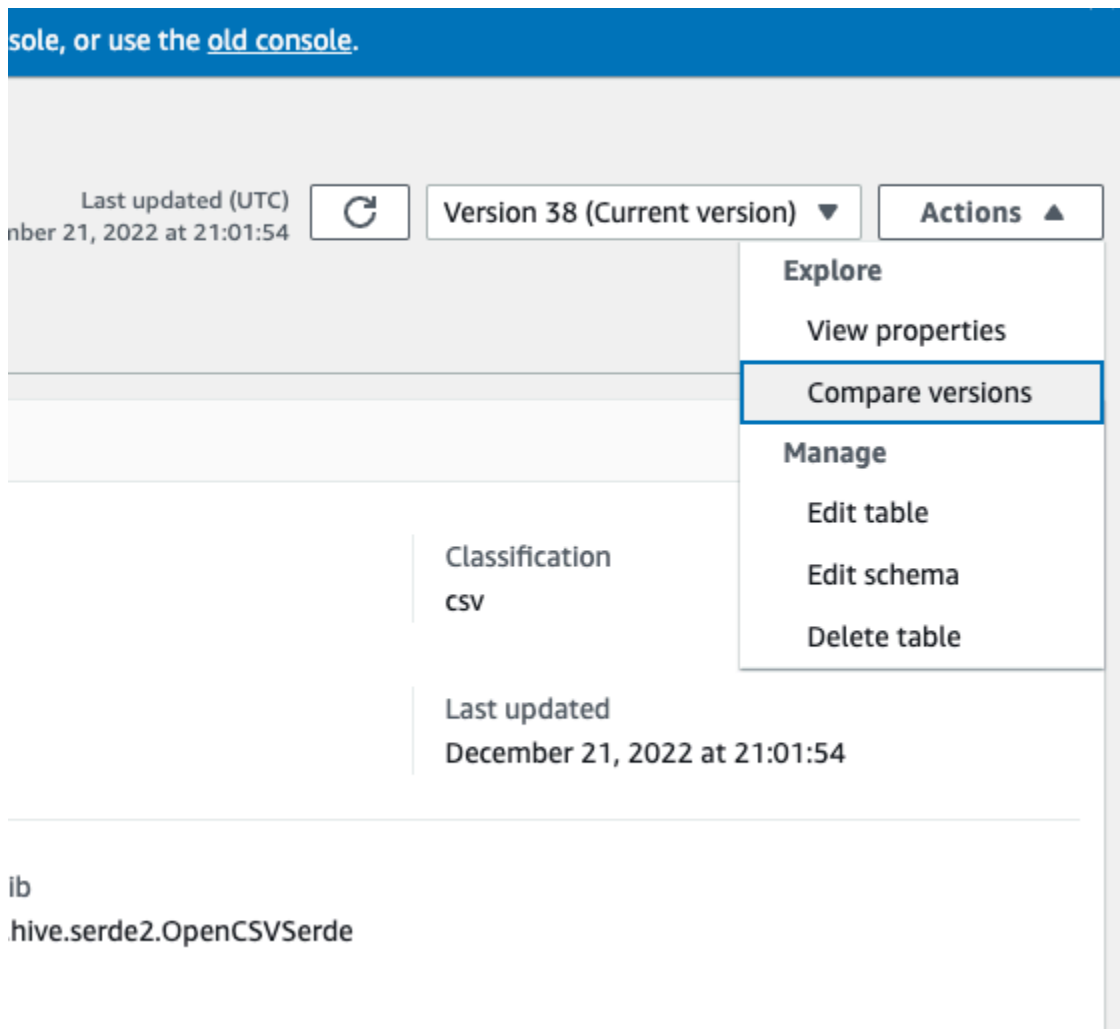 sole, or use the old console.
Last updated (UTC)
nber 21, 2022 at 21:01:54
Version 38 (Current version)
Actions
Explore
View properties
Compare versions
Manage
Edit table
Edit schema
Delete table
Classification
csv
Last updated
December 21, 2022 at 21:01:54
ib
.hive.serde2.OpenCSVSerde